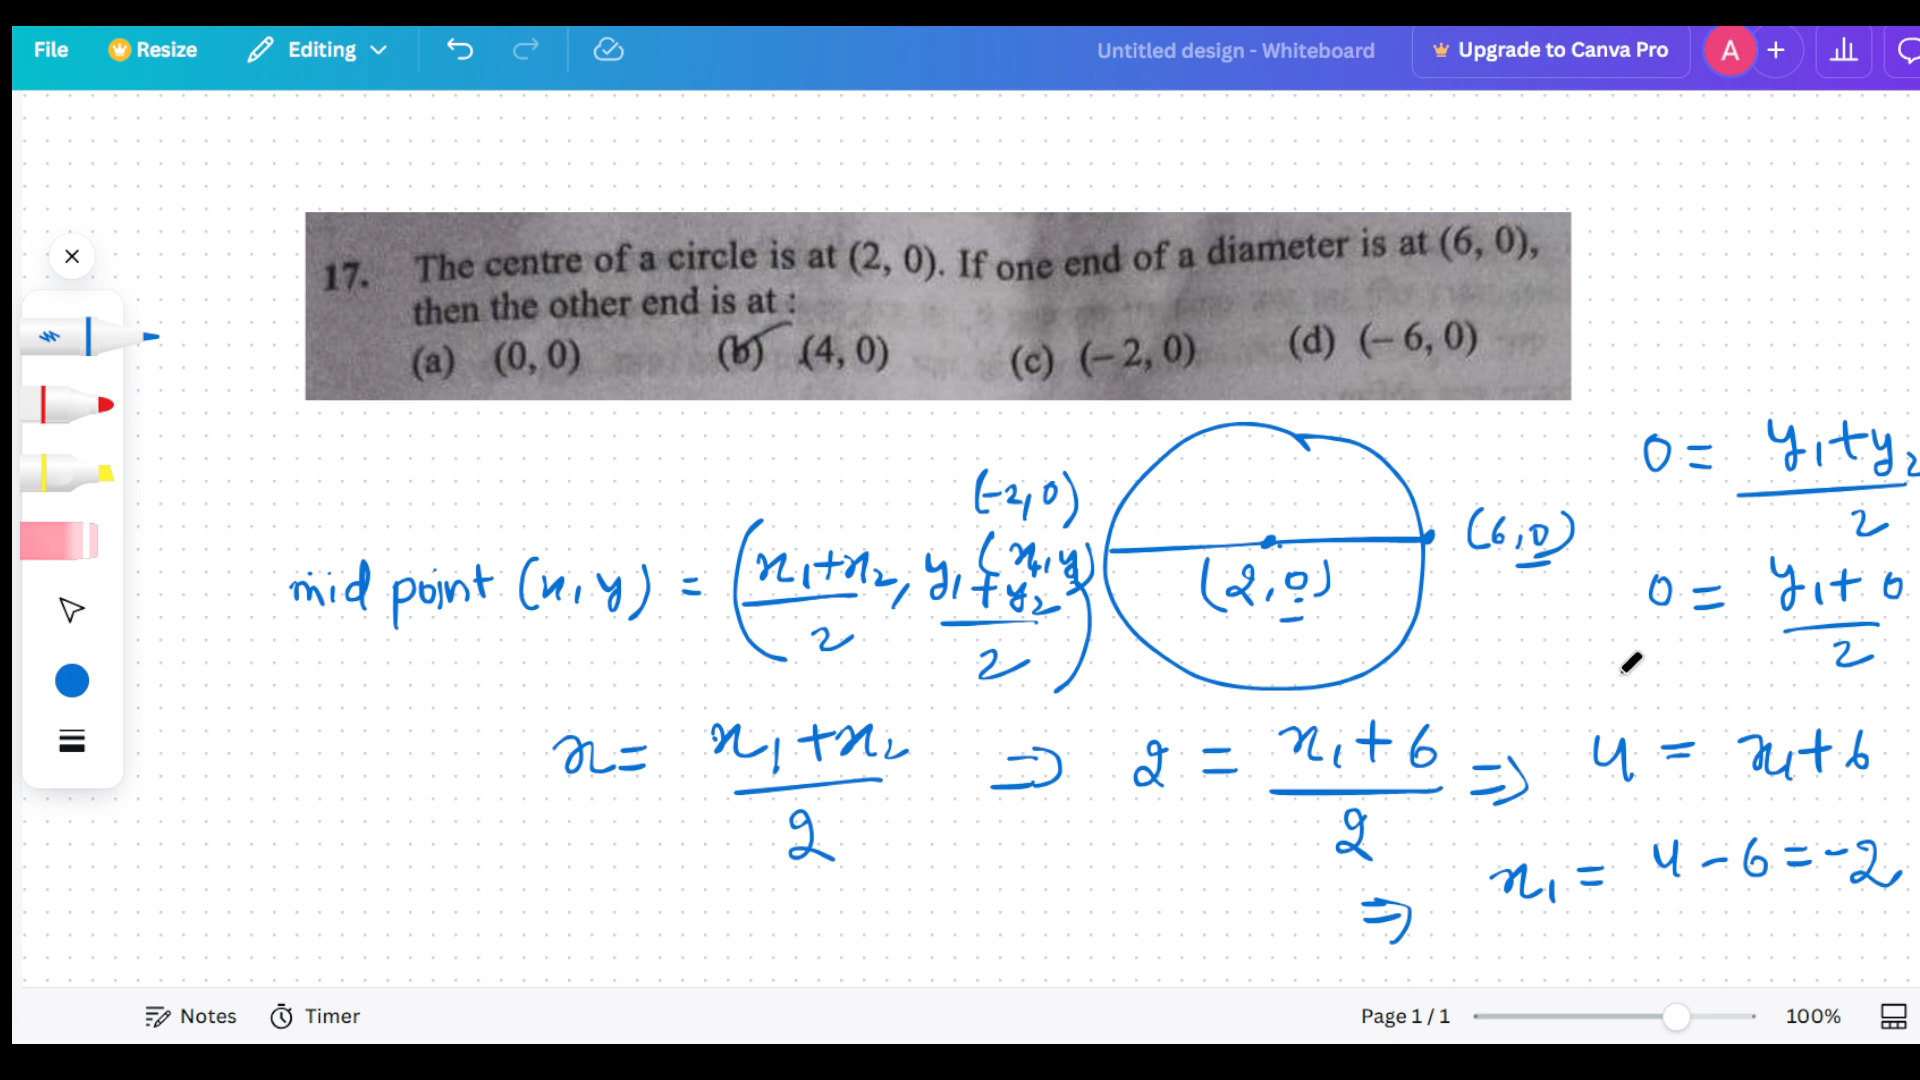 File Resize Editing Untitled design - Whiteboard Upgrade to Canva Pro A +
17. The centre of a circle is at (2, 0). If one end of a diameter is at (6, 0),
then the other end is at :
(a) (0, 0) (b) (4, 0) (c) (– 2, 0) (d) (– 6, 0)
0 = y₁+y₂/2
(-2, 0)
(x₁, y)
(6, 0)
(2, 0)
mid point (x, y) = (x₁+x₂/2, y₁+y₂/2)
0 = y₁+0/2
x = x₁+x₂/2 ⇒ 2 = x₁+6/2 ⇒ 4 = x₁+6
⇒ x₁ = 4 - 6 = -2
Notes Timer Page 1 / 1 100%